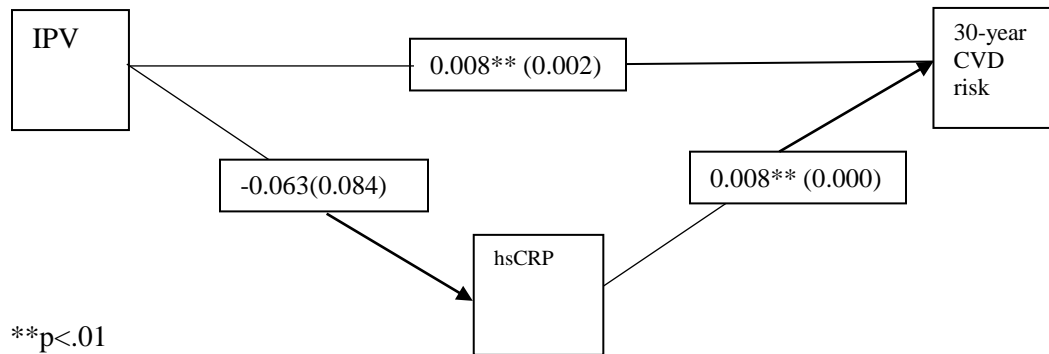 IPV
0.008** (0.002)
30-year
CVD
risk
-0.063(0.084)
0.008** (0.000)
hsCRP
**p<.01